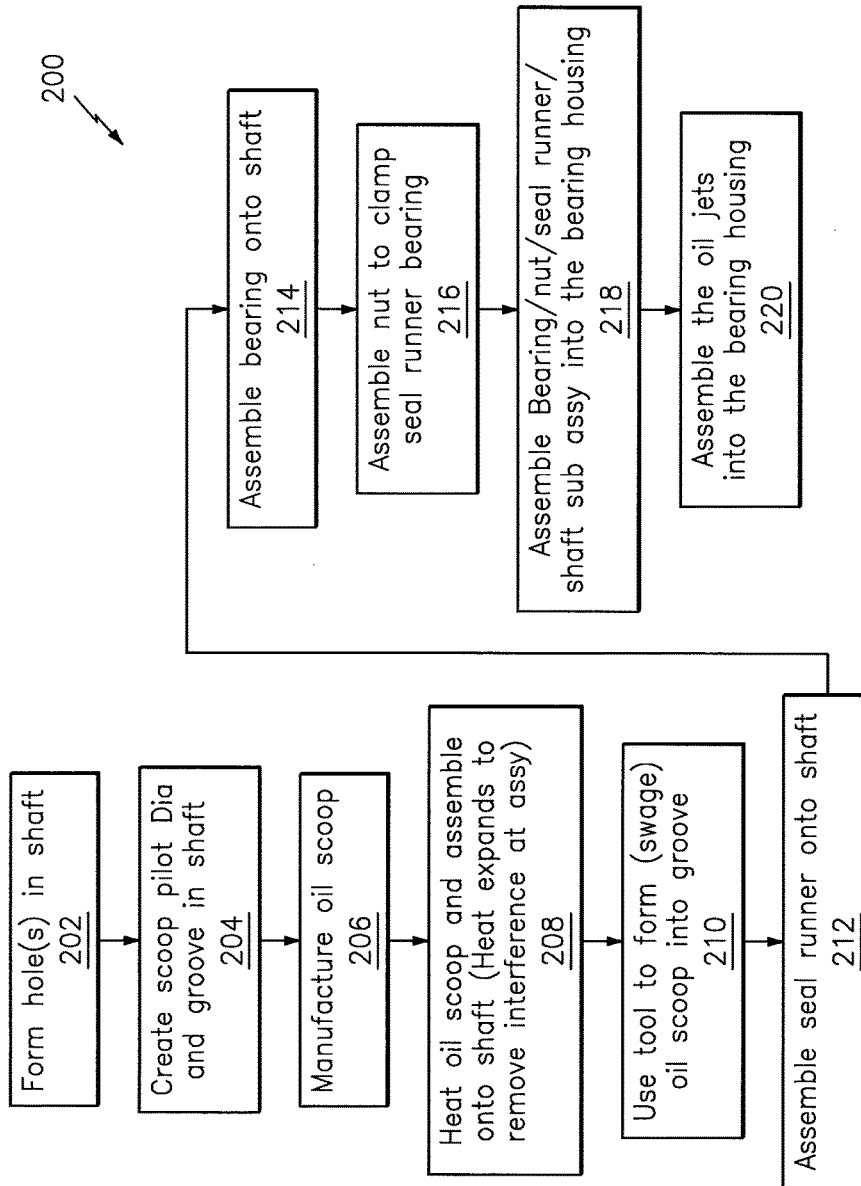 200
Form hole(s) in shaft
202
Create scoop pilot Dia
and groove in shaft
204
Manufacture oil scoop
206
Heat oil scoop and assemble
onto shaft (Heat expands to
remove interference at assy)
208
Use tool to form (swage)
oil scoop into groove
210
Assemble seal runner onto shaft
212
Assemble bearing onto shaft
214
Assemble nut to clamp
seal runner bearing
216
Assemble Bearing/nut/seal runner/
shaft sub assy into the bearing housing
218
Assemble the oil jets
into the bearing housing
220